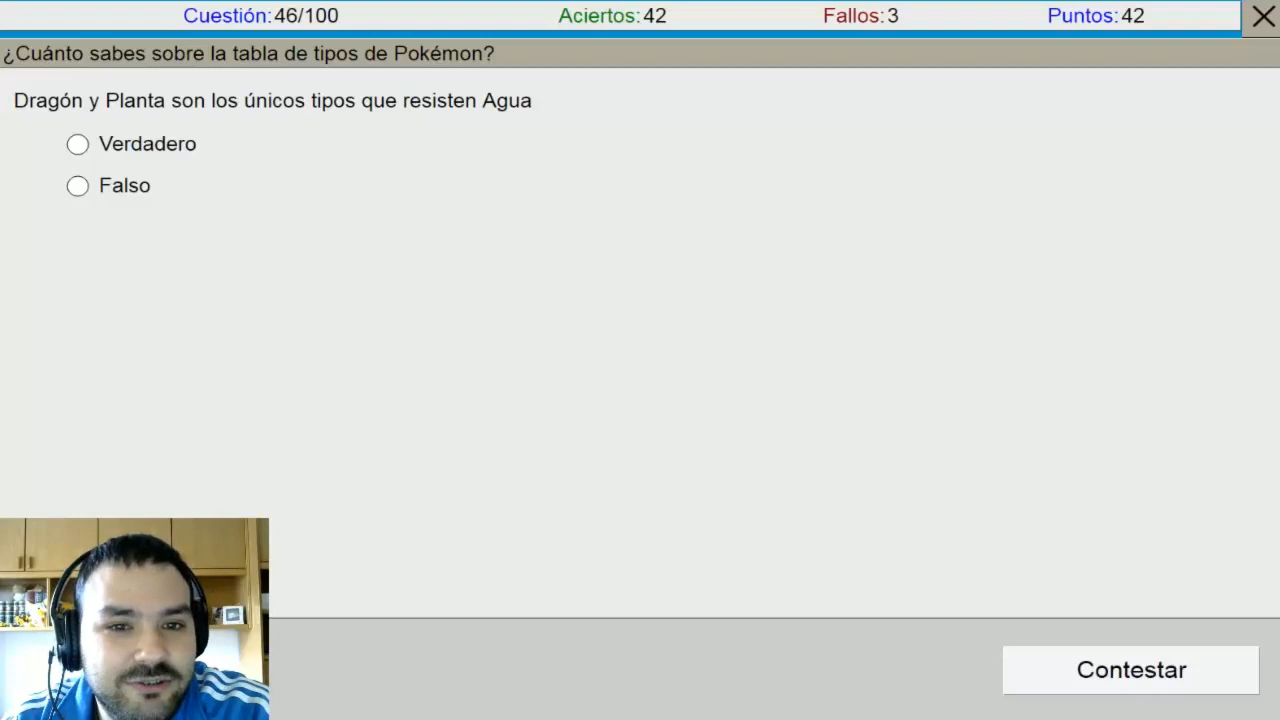 Cuestión: 46/100 Aciertos: 42 Fallos: 3 Puntos: 42
¿Cuánto sabes sobre la tabla de tipos de Pokémon?
Dragón y Planta son los únicos tipos que resisten Agua
Verdadero
Falso
Contestar